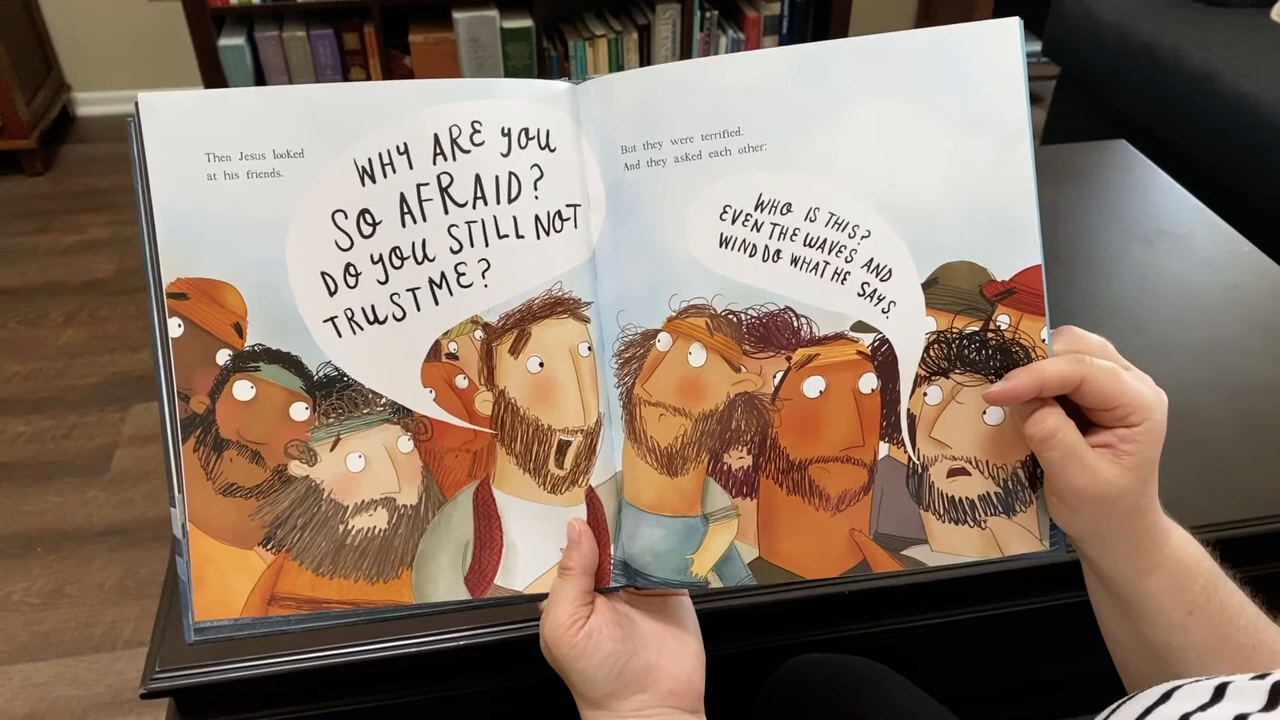 Then Jesus looked
at his friends.
WHY ARE you
SO AFRAID?
DO you STILL NOT
TRUST ME?
But they were terrified.
And they asked each other:
WHO IS THIS?
EVEN THE WAVES AND
WIND DO WHAT HE SAYS.